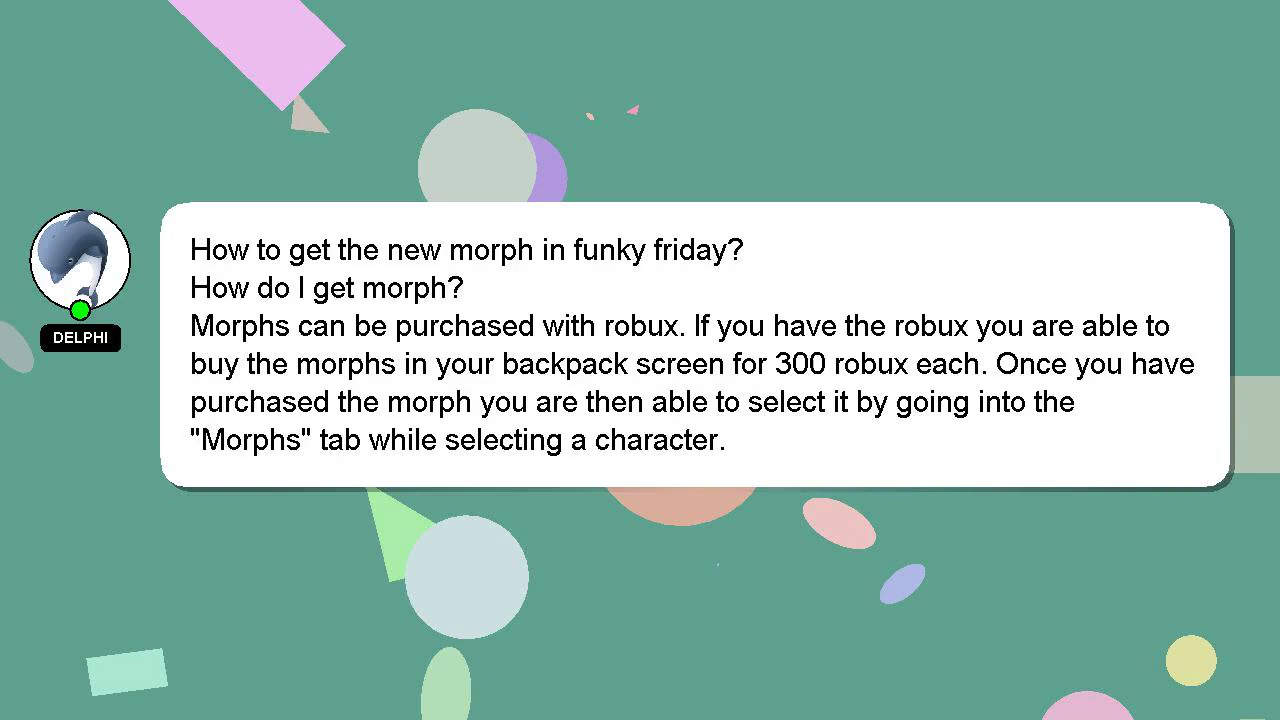 How to get the new morph in funky friday?
How do I get morph?
Morphs can be purchased with robux. If you have the robux you are able to
buy the morphs in your backpack screen for 300 robux each. Once you have
purchased the morph you are then able to select it by going into the
"Morphs" tab while selecting a character.
DELPHI